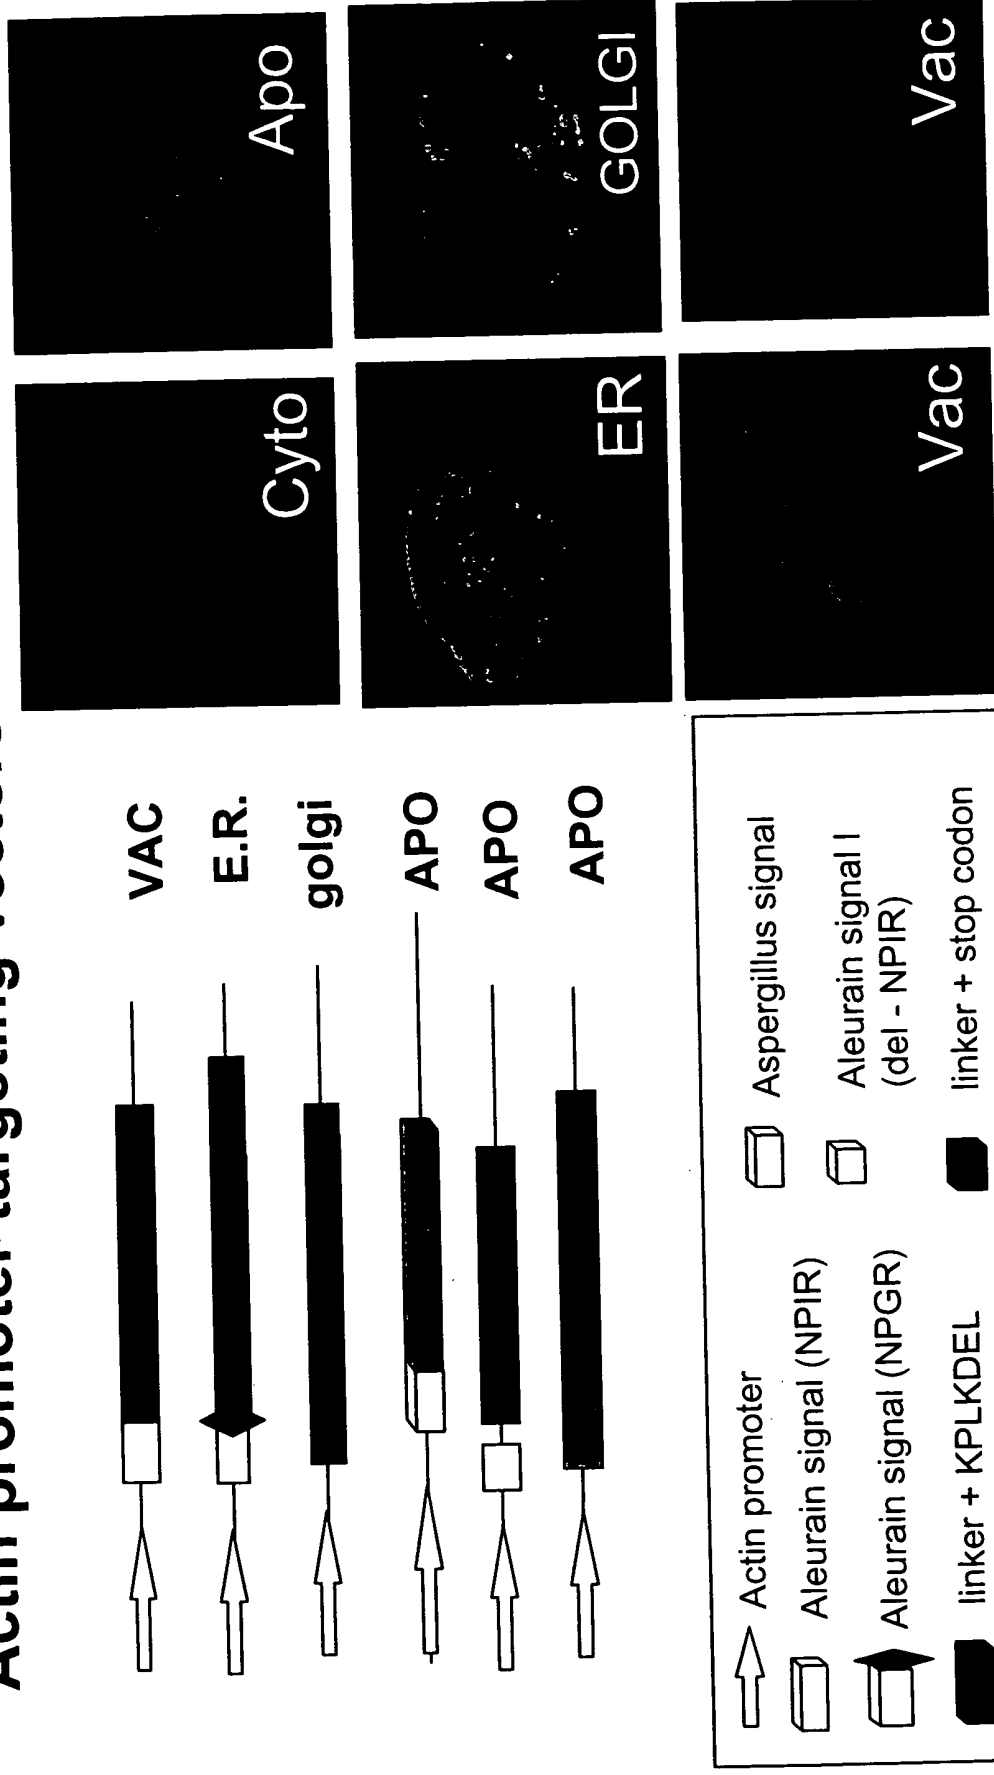 Actin promoter targeting vectors
VAC
E.R.
golgi
APO
APO
APO
Cyto
Apo
ER
GOLGI
Vac
Vac
Actin promoter
Aleurain signal (NPIR)
Aleurain signal (NPGR)
linker + KPLKDEL
Aspergillus signal
Aleurain signal I
(del - NPIR)
linker + stop codon